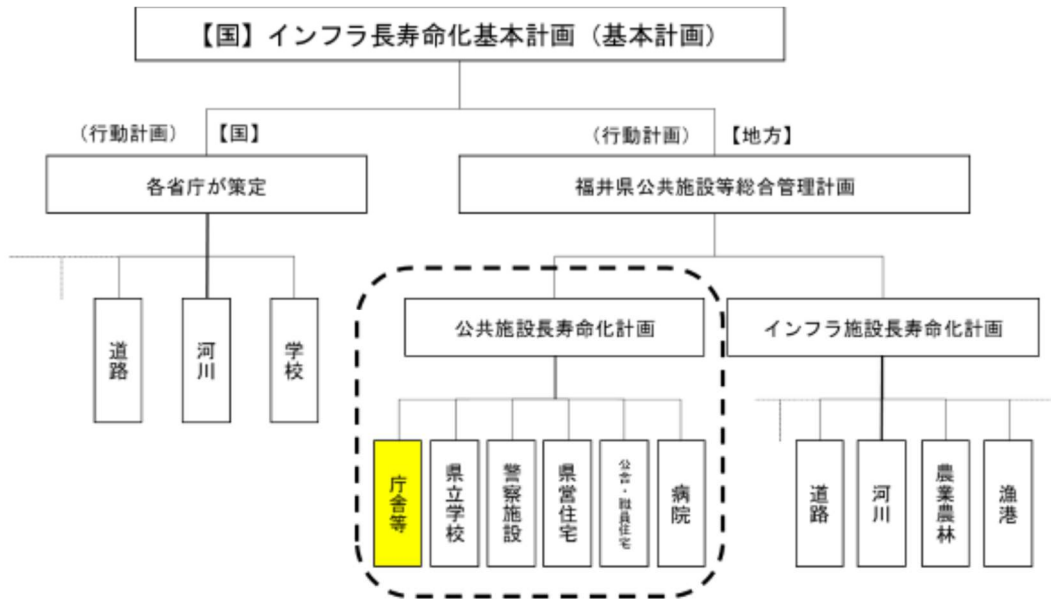 【国】インフラ長寿命化基本計画（基本計画）
（行動計画）
【国】
（行動計画）
【地方】
各省庁が策定
福井県公共施設等総合管理計画
公共施設長寿命化計画
インフラ施設長寿命化計画
道路
河川
学校
庁舎等
県立学校
警察施設
県営住宅
公舎・職員住宅
病院
道路
河川
農業農林
漁港